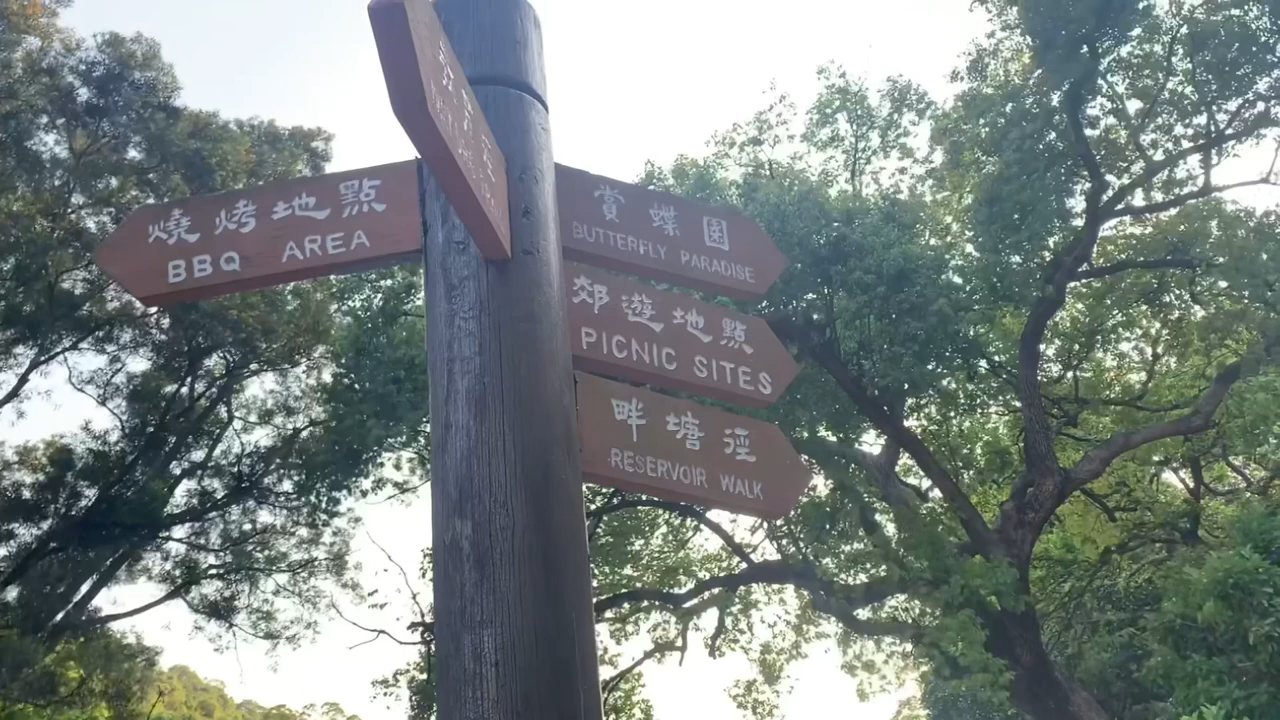 燒烤地點
BBQ AREA
賞蝶園
BUTTERFLY PARADISE
郊遊地點
PICNIC SITES
畔塘徑
RESERVOIR WALK